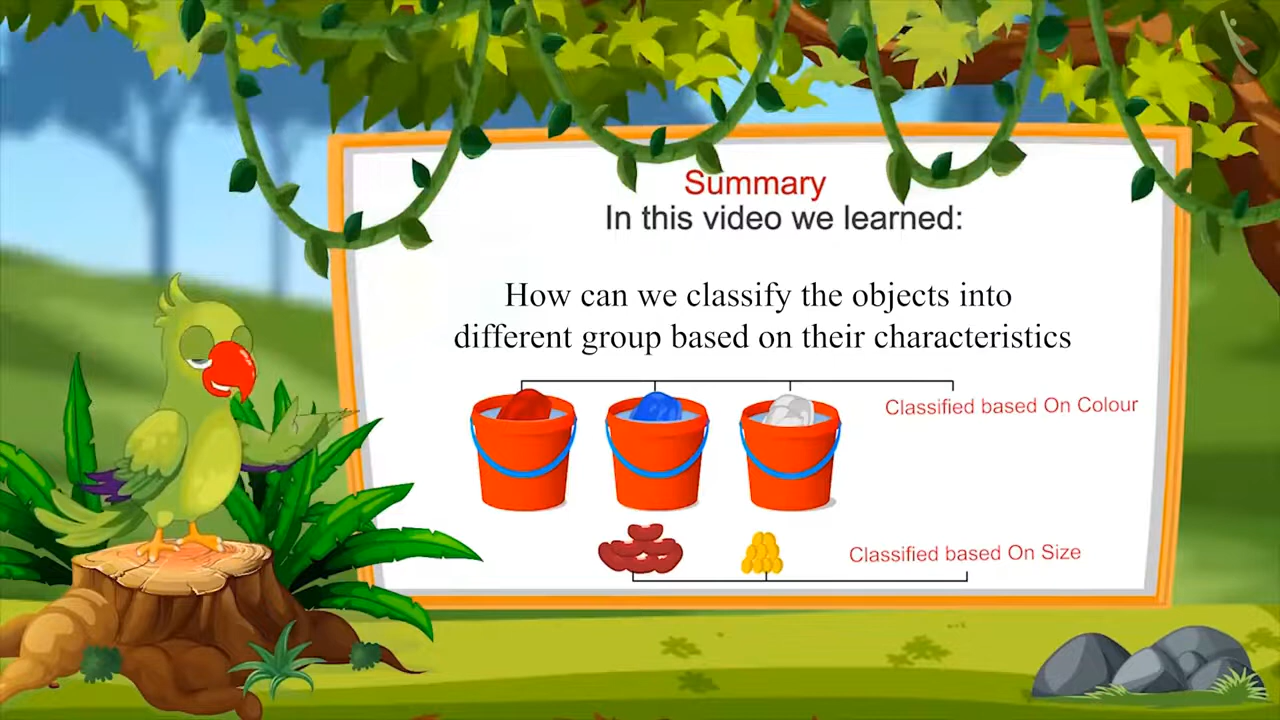 Summary
In this video we learned:
How can we classify the objects into
different group based on their characteristics
Classified based On Colour
Classified based On Size